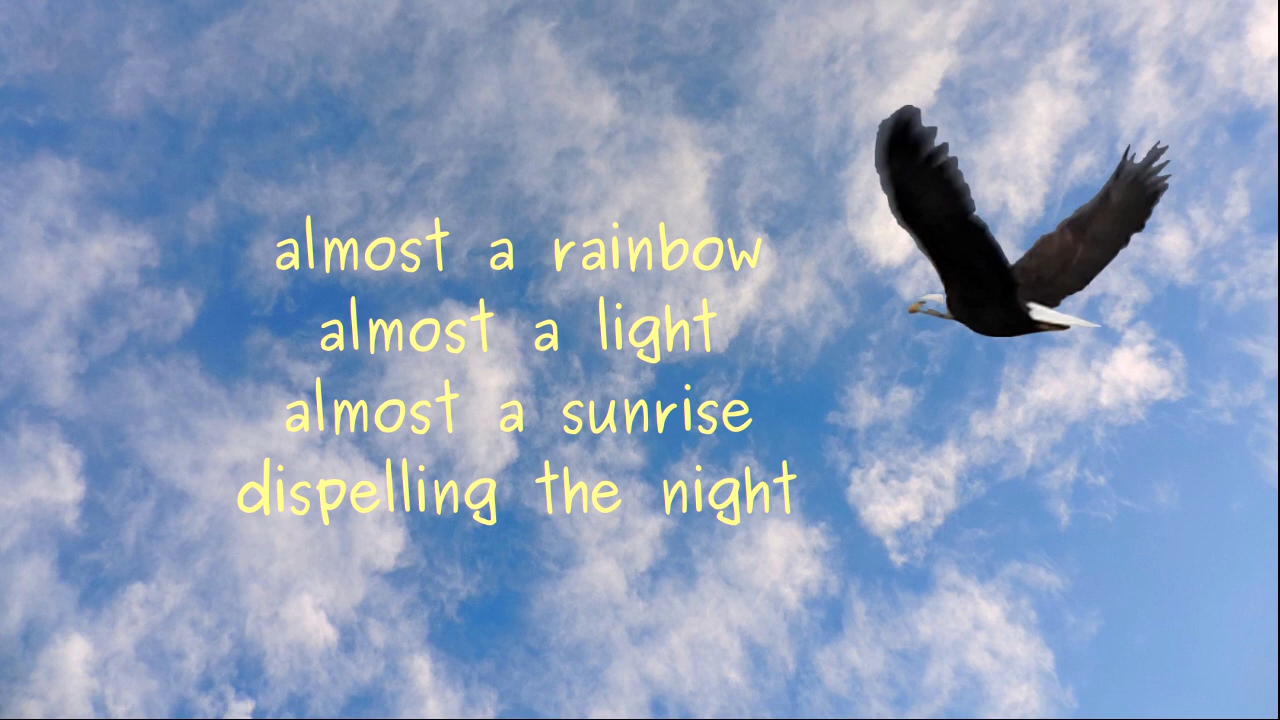 almost a rainbow
almost a light
almost a sunrise
dispelling the night